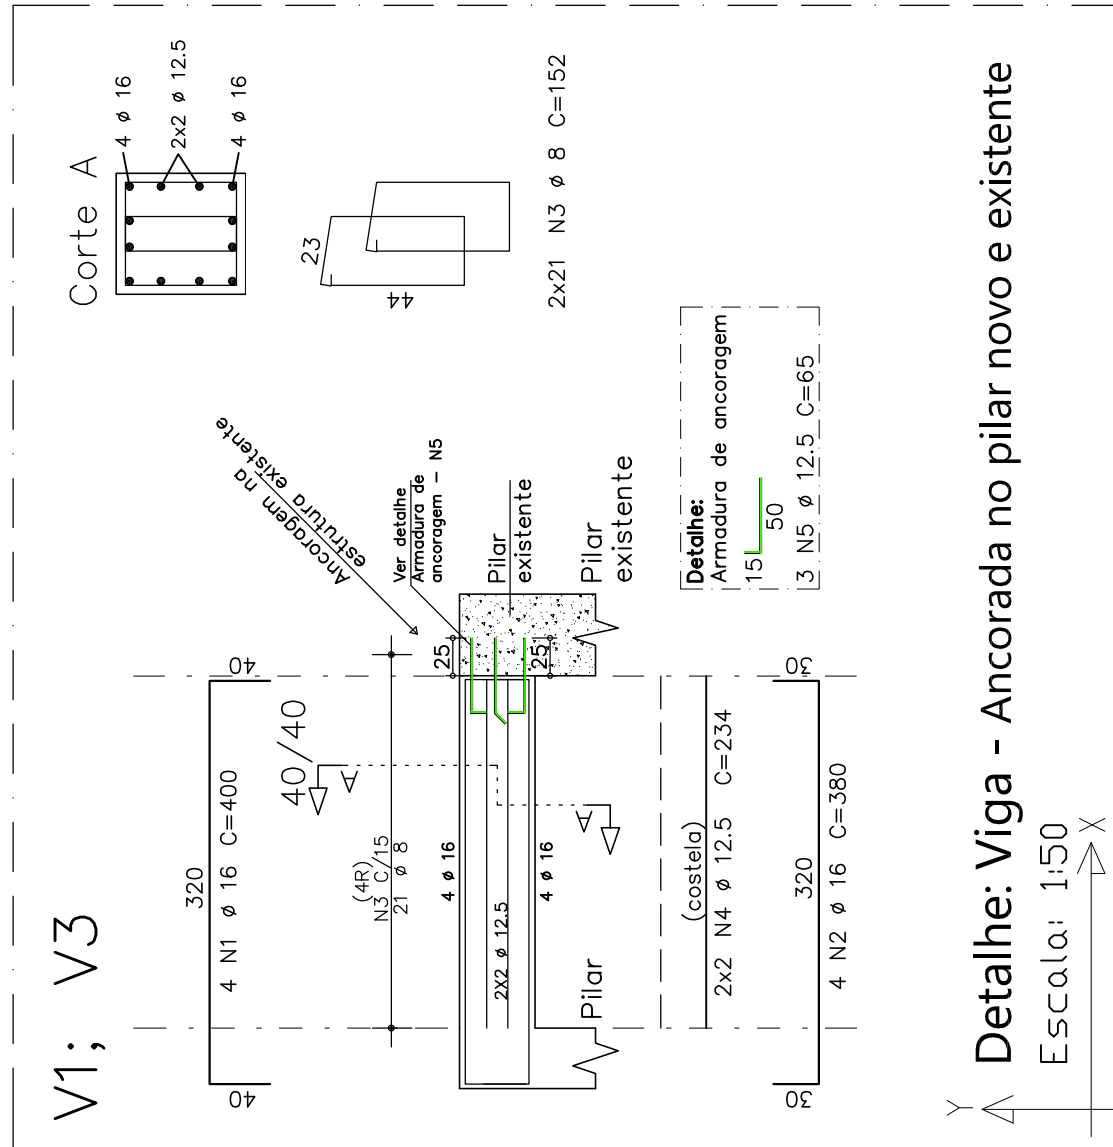 V1; V3
40
320
40
4 N1 ø 16 C=400
40/40
A
A
(4R)
N3 C/15
21 ø 8
4 ø 16
2X2 ø 12.5
4 ø 16
25
25
Pilar
Pilar
existente
Pilar
existente
Ancoragem na
estrutura existente
Ver detalhe
Armadura de
ancoragem - N5
(costela)
2x2 N4 ø 12.5 C=234
30
320
30
4 N2 ø 16 C=380
Corte A
4 ø 16
2x2 ø 12.5
4 ø 16
23
44
2x21 N3 ø 8 C=152
Detalhe:
Armadura de ancoragem
15
50
3 N5 ø 12.5 C=65
Detalhe: Viga - Ancorada no pilar novo e existente
Escala: 1:50
Y
X